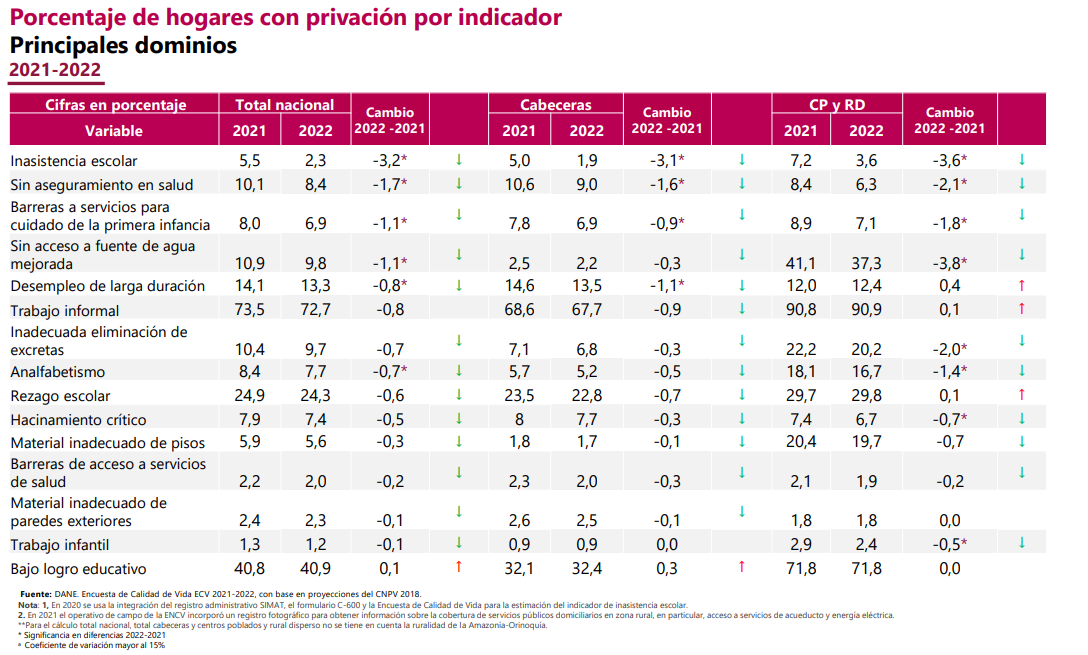 Porcentaje de hogares con privación por indicador
Principales dominios
2021-2022
Cifras en porcentaje Total nacional Cambio 2022 -2021 Cabeceras Cambio 2022 -2021 CP y RD Cambio 2022 -2021
Variable 2021 2022 2021 2022 2021 2022
Inasistencia escolar 5,5 2,3 -3,2* ↓ 5,0 1,9 -3,1* ↓ 7,2 3,6 -3,6* ↓
Sin aseguramiento en salud 10,1 8,4 -1,7* ↓ 10,6 9,0 -1,6* ↓ 8,4 6,3 -2,1* ↓
Barreras a servicios para
cuidado de la primera infancia 8,0 6,9 -1,1* ↓ 7,8 6,9 -0,9* ↓ 8,9 7,1 -1,8* ↓
Sin acceso a fuente de agua
mejorada 10,9 9,8 -1,1* ↓ 2,5 2,2 -0,3 ↓ 41,1 37,3 -3,8* ↓
Desempleo de larga duración 14,1 13,3 -0,8* ↓ 14,6 13,5 -1,1* ↓ 12,0 12,4 0,4 ↑
Trabajo informal 73,5 72,7 -0,8 68,6 67,7 -0,9 ↓ 90,8 90,9 0,1 ↑
Inadecuada eliminación de
excretas 10,4 9,7 -0,7 ↓ 7,1 6,8 -0,3 ↓ 22,2 20,2 -2,0* ↓
Analfabetismo 8,4 7,7 -0,7* ↓ 5,7 5,2 -0,5 ↓ 18,1 16,7 -1,4* ↓
Rezago escolar 24,9 24,3 -0,6 ↓ 23,5 22,8 -0,7 ↓ 29,7 29,8 0,1 ↑
Hacinamiento crítico 7,9 7,4 -0,5 ↓ 8 7,7 -0,3 ↓ 7,4 6,7 -0,7* ↓
Material inadecuado de pisos 5,9 5,6 -0,3 ↓ 1,8 1,7 -0,1 ↓ 20,4 19,7 -0,7 ↓
Barreras de acceso a servicios
de salud 2,2 2,0 -0,2 ↓ 2,3 2,0 -0,3 ↓ 2,1 1,9 -0,2 ↓
Material inadecuado de
paredes exteriores 2,4 2,3 -0,1 ↓ 2,6 2,5 -0,1 ↓ 1,8 1,8 0,0
Trabajo infantil 1,3 1,2 -0,1 ↓ 0,9 0,9 0,0 2,9 2,4 -0,5* ↓
Bajo logro educativo 40,8 40,9 0,1 ↑ 32,1 32,4 0,3 ↑ 71,8 71,8 0,0
Fuente: DANE. Encuesta de Calidad de Vida ECV 2021-2022, con base en proyecciones del CNPV 2018.
Nota: 1, En 2020 se usa la integración del registro administrativo SIMAT, el formulario C-600 y la Encuesta de Calidad de Vida para la estimación del indicador de inasistencia escolar.
2. En 2021 el operativo de campo de la ENCV incorporó un registro fotográfico para obtener información sobre la cobertura de servicios públicos domiciliarios en zona rural, en particular, acceso a servicios de acueducto y energía eléctrica.
**Para el cálculo total nacional, total cabeceras y centros poblados y rural disperso no se tiene en cuenta la ruralidad de la Amazonia-Orinoquia.
* Significancia en diferencias 2022-2021
ᵃ Coeficiente de variación mayor al 15%